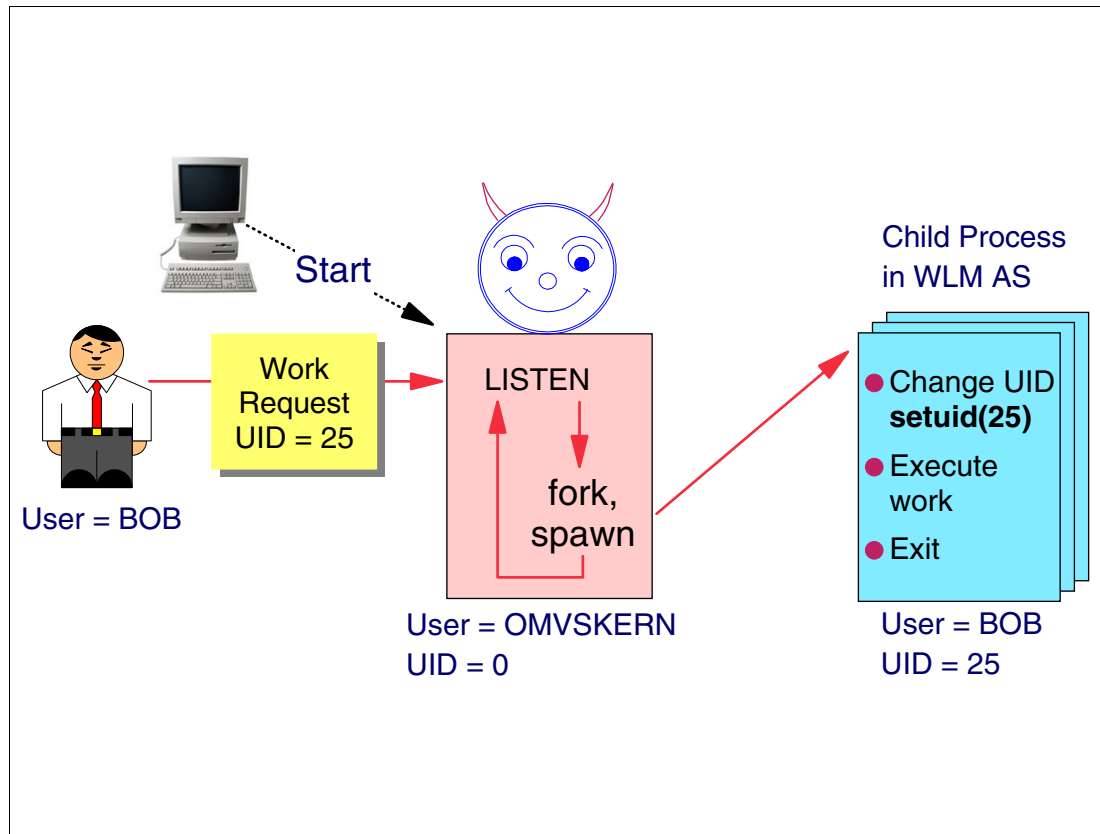 Start
Work
Request
UID = 25
User = BOB
LISTEN
fork,
spawn
User = OMVSKERN
UID = 0
Child Process
in WLM AS
Change UID
setuid(25)
Execute
work
Exit
User = BOB
UID = 25